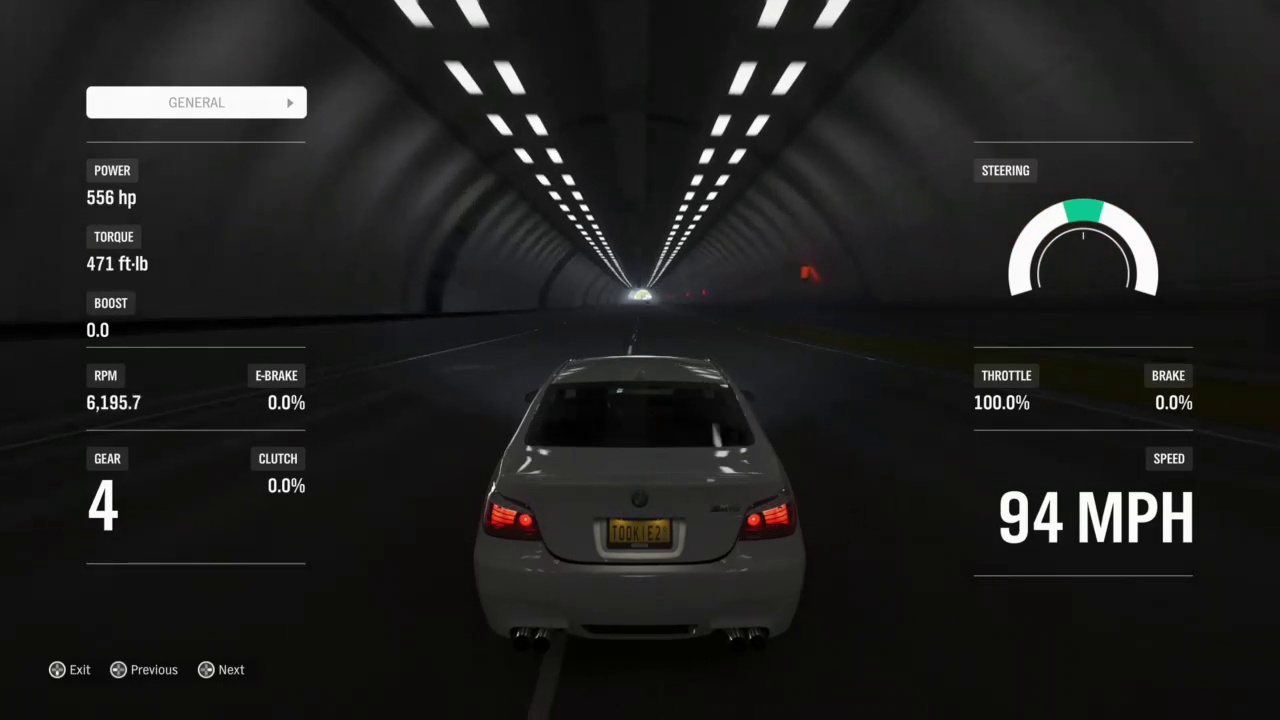 GENERAL
POWER
556 hp
TORQUE
471 ft·lb
BOOST
0.0
RPM
E-BRAKE
6,195.7
0.0%
GEAR
CLUTCH
4
0.0%
STEERING
THROTTLE
BRAKE
100.0%
0.0%
SPEED
94 MPH
TOOKIE2
Exit
Previous
Next